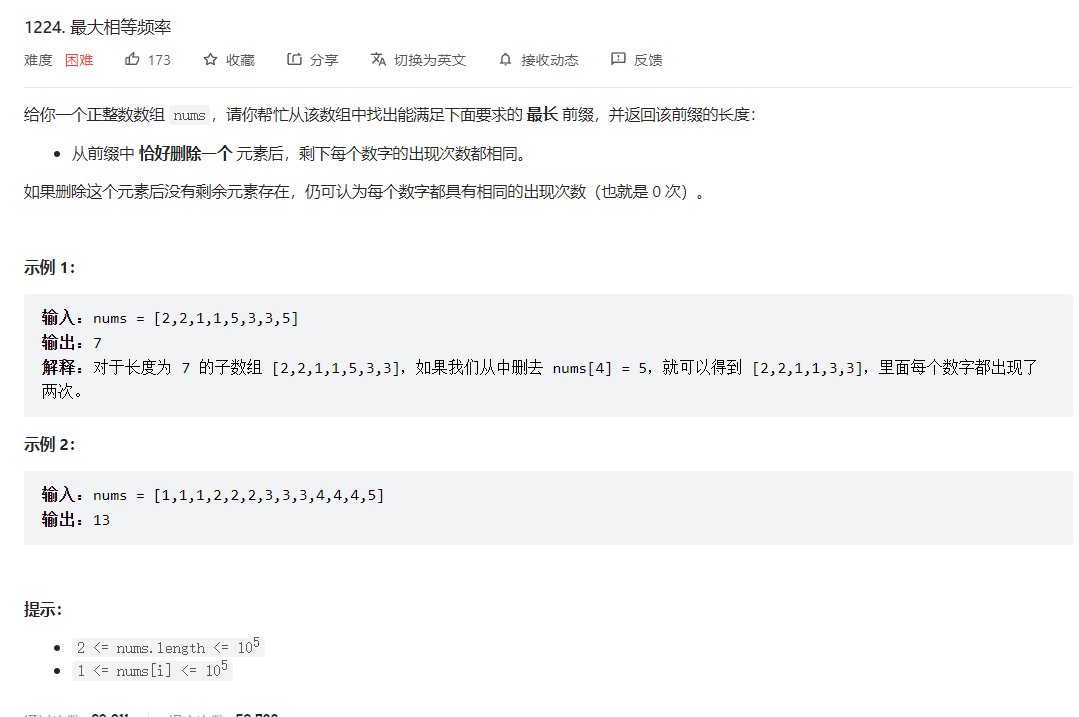 1224. 最大相等频率
难度 困难 173 收藏 分享 切换为英文 接收动态 反馈
给你一个正整数数组 nums ，请你帮忙从该数组中找出能满足下面要求的 最长 前缀，并返回该前缀的长度：
• 从前缀中 恰好删除一个 元素后，剩下每个数字的出现次数都相同。
如果删除这个元素后没有剩余元素存在，仍可认为每个数字都具有相同的出现次数（也就是 0 次）。
示例 1：
输入：nums = [2,2,1,1,5,3,3,5]
输出：7
解释：对于长度为 7 的子数组 [2,2,1,1,5,3,3]，如果我们从中删去 nums[4] = 5，就可以得到 [2,2,1,1,3,3]，里面每个数字都出现了
两次。
示例 2：
输入：nums = [1,1,1,2,2,2,3,3,3,4,4,4,5]
输出：13
提示：
• 2 <= nums.length <= 10^5
• 1 <= nums[i] <= 10^5